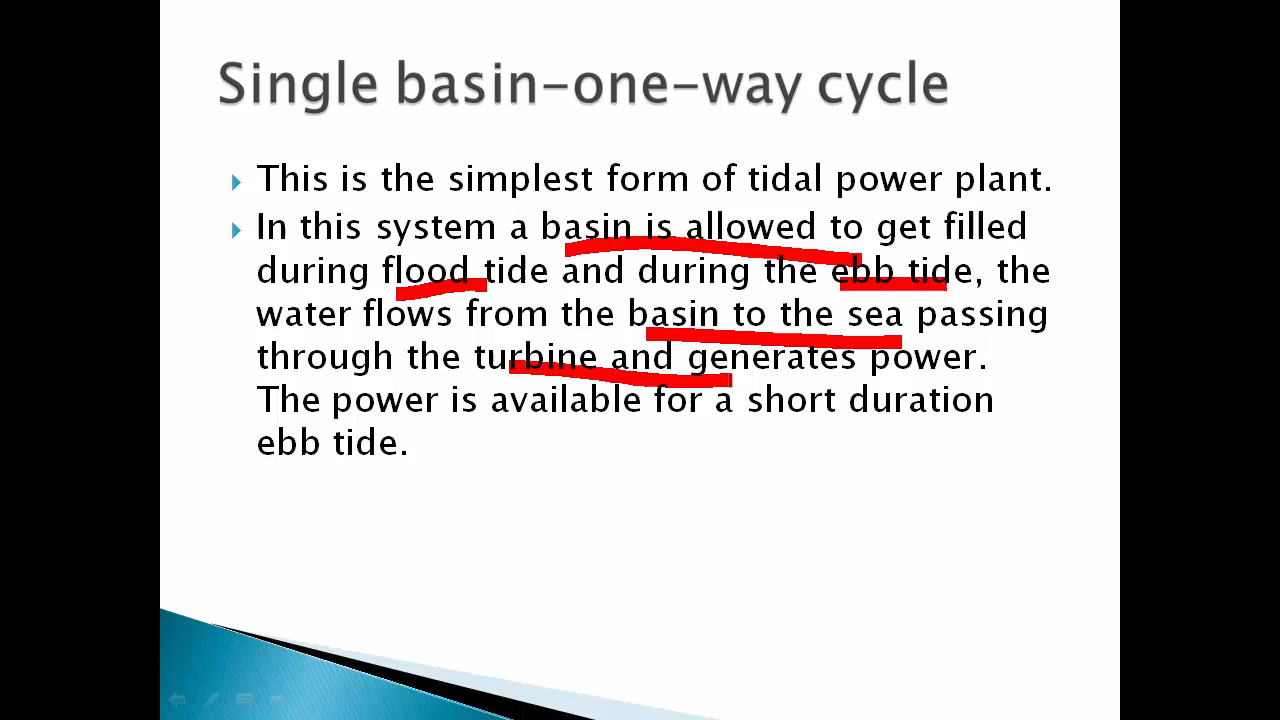 Single basin-one-way cycle
This is the simplest form of tidal power plant.
In this system a basin is allowed to get filled
during flood tide and during the ebb tide, the
water flows from the basin to the sea passing
through the turbine and generates power.
The power is available for a short duration
ebb tide.